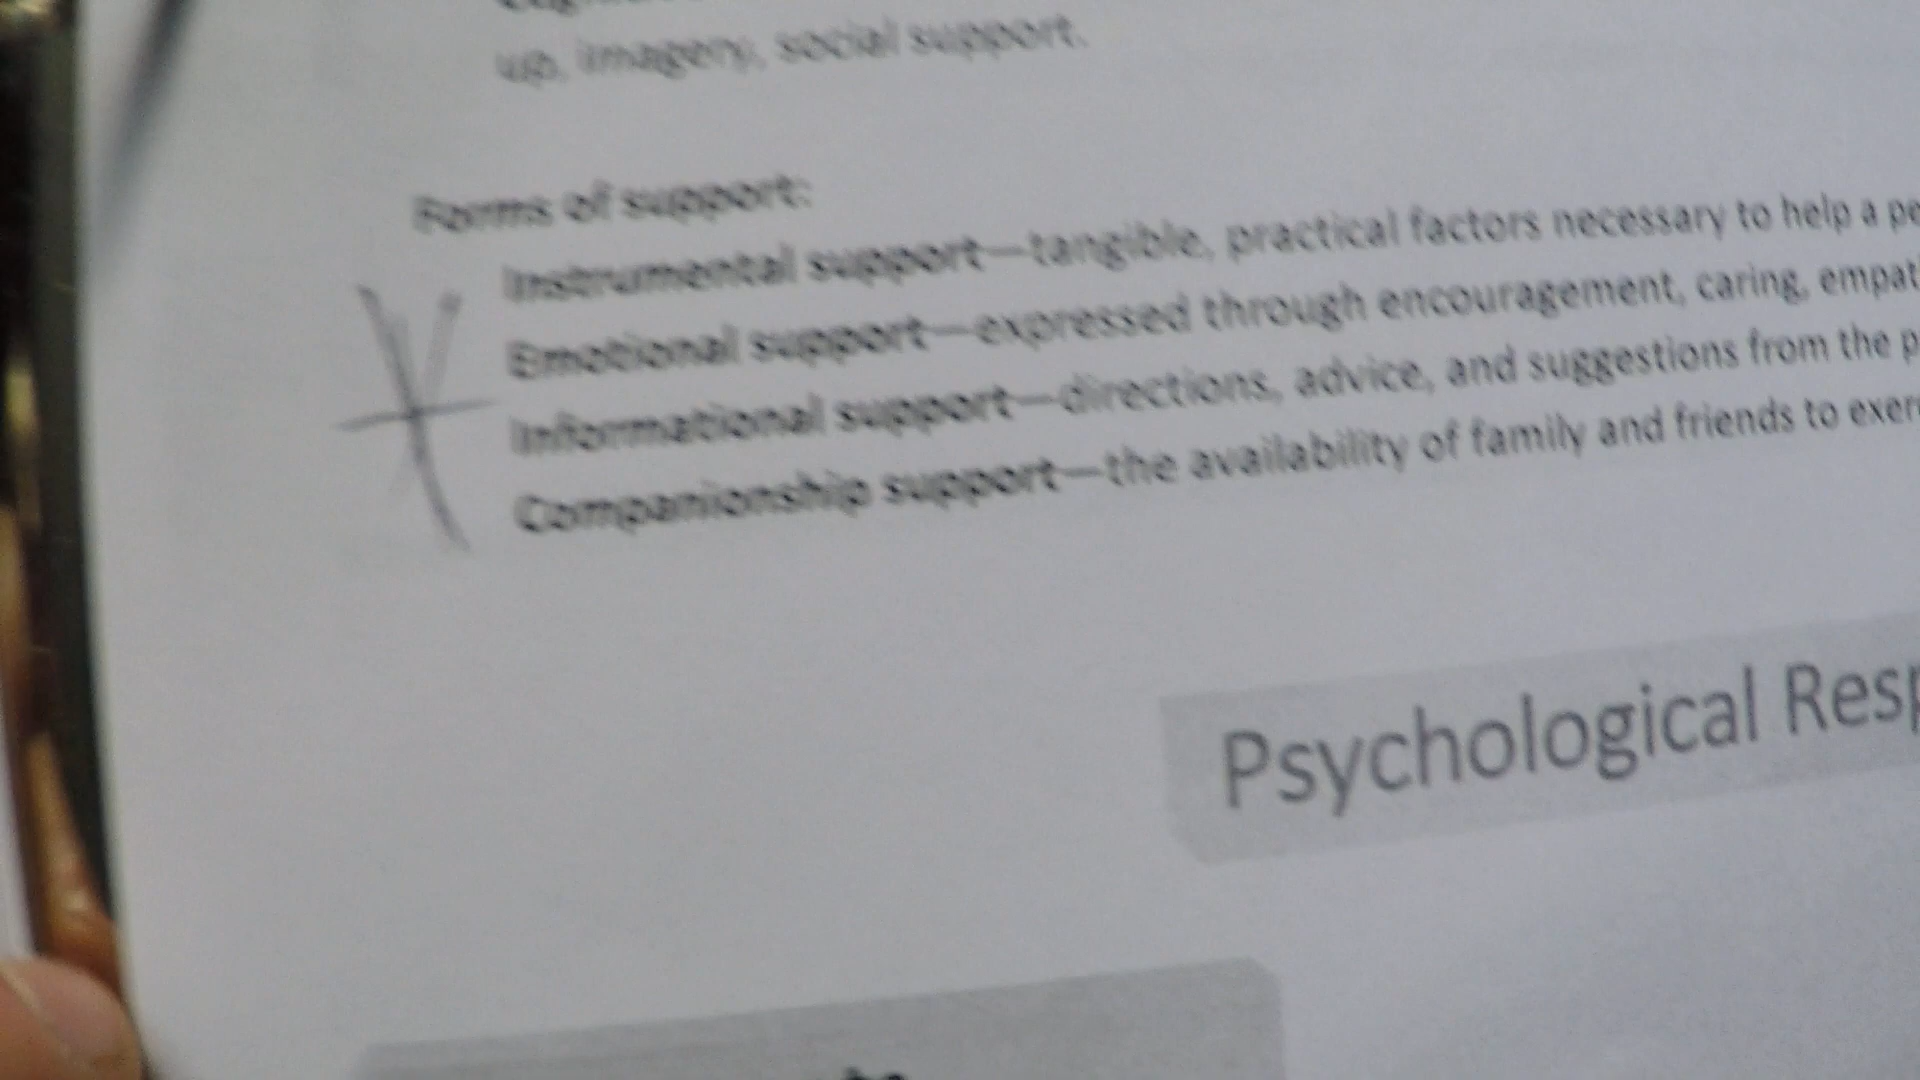 up, imagery, social support.
Forms of support:
Instrumental support—tangible, practical factors necessary to help a pe
Emotional support—expressed through encouragement, caring, empat
Informational support—directions, advice, and suggestions from the p
Companionship support—the availability of family and friends to exer
Psychological Resp